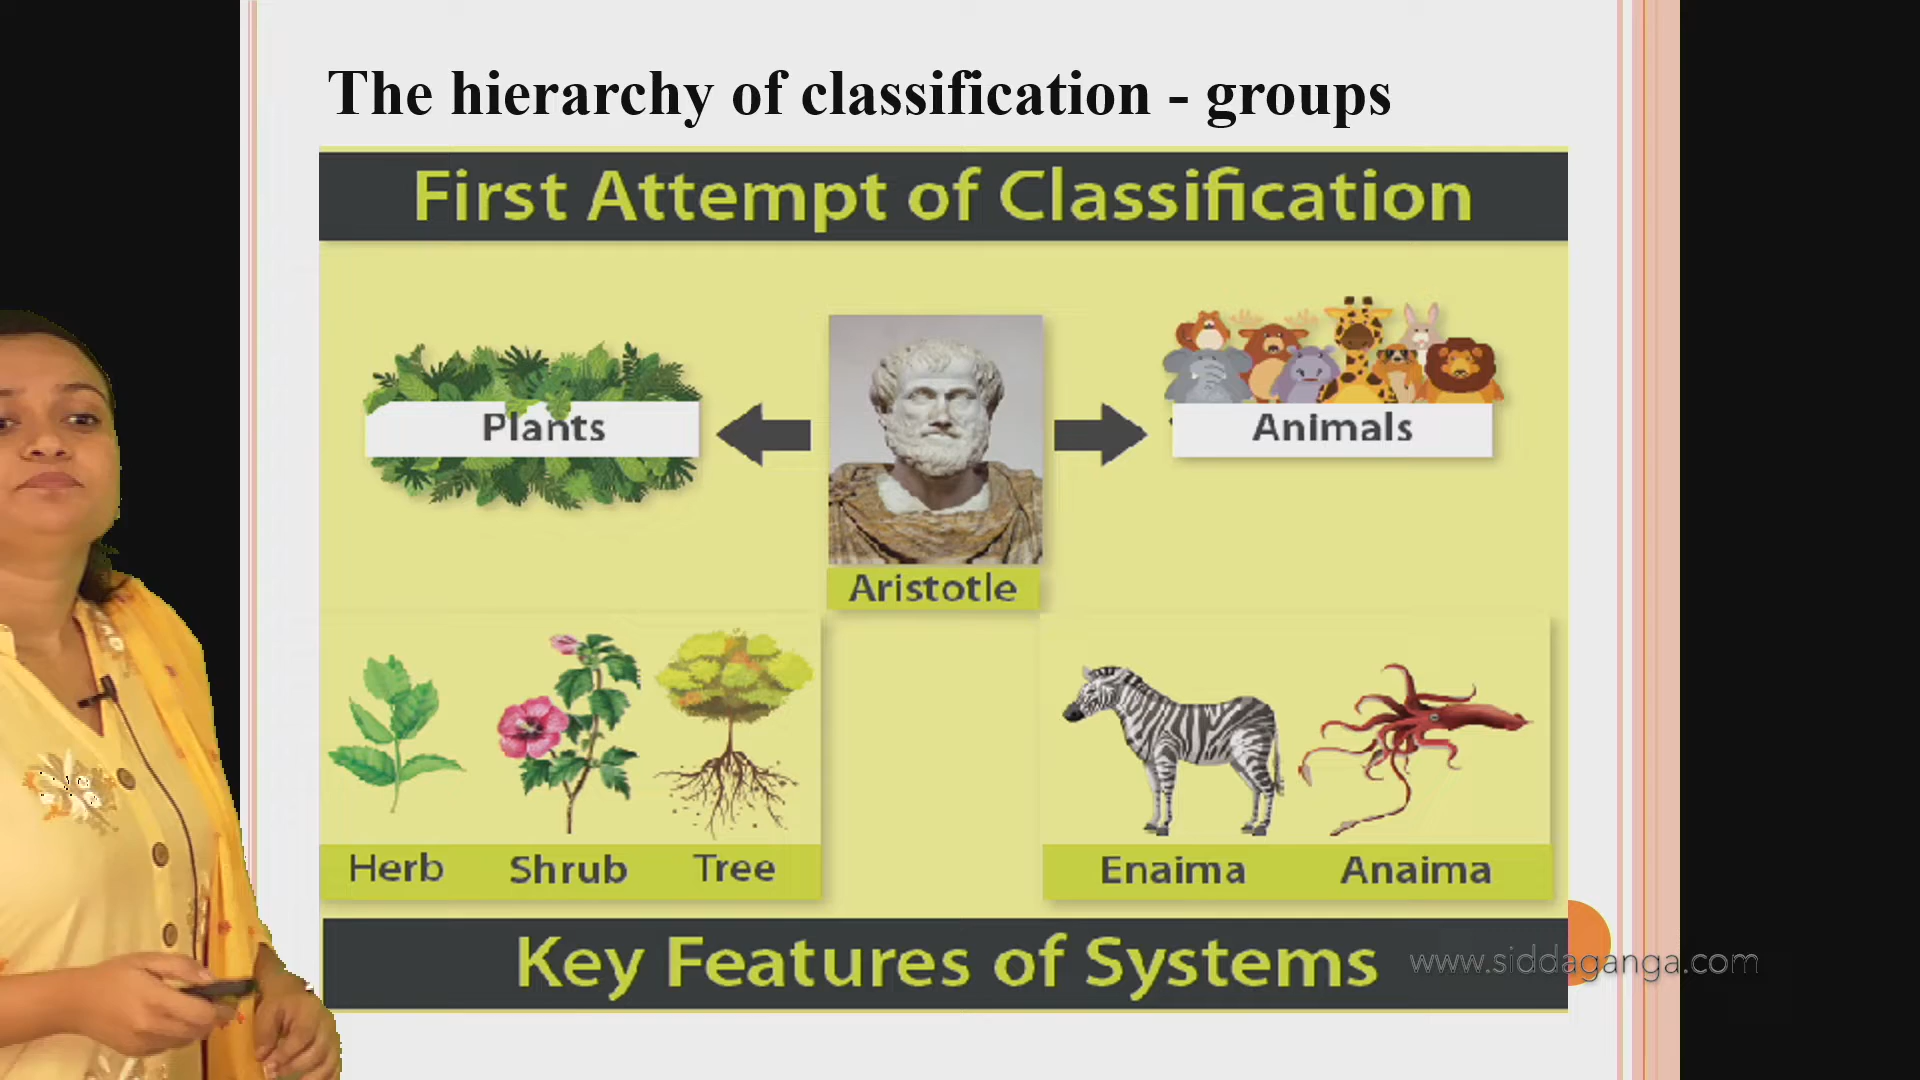 The hierarchy of classification - groups
First Attempt of Classification
Plants
Animals
Aristotle
Herb Shrub Tree
Enaima Anaima
Key Features of Systems
www.siddaganga.com